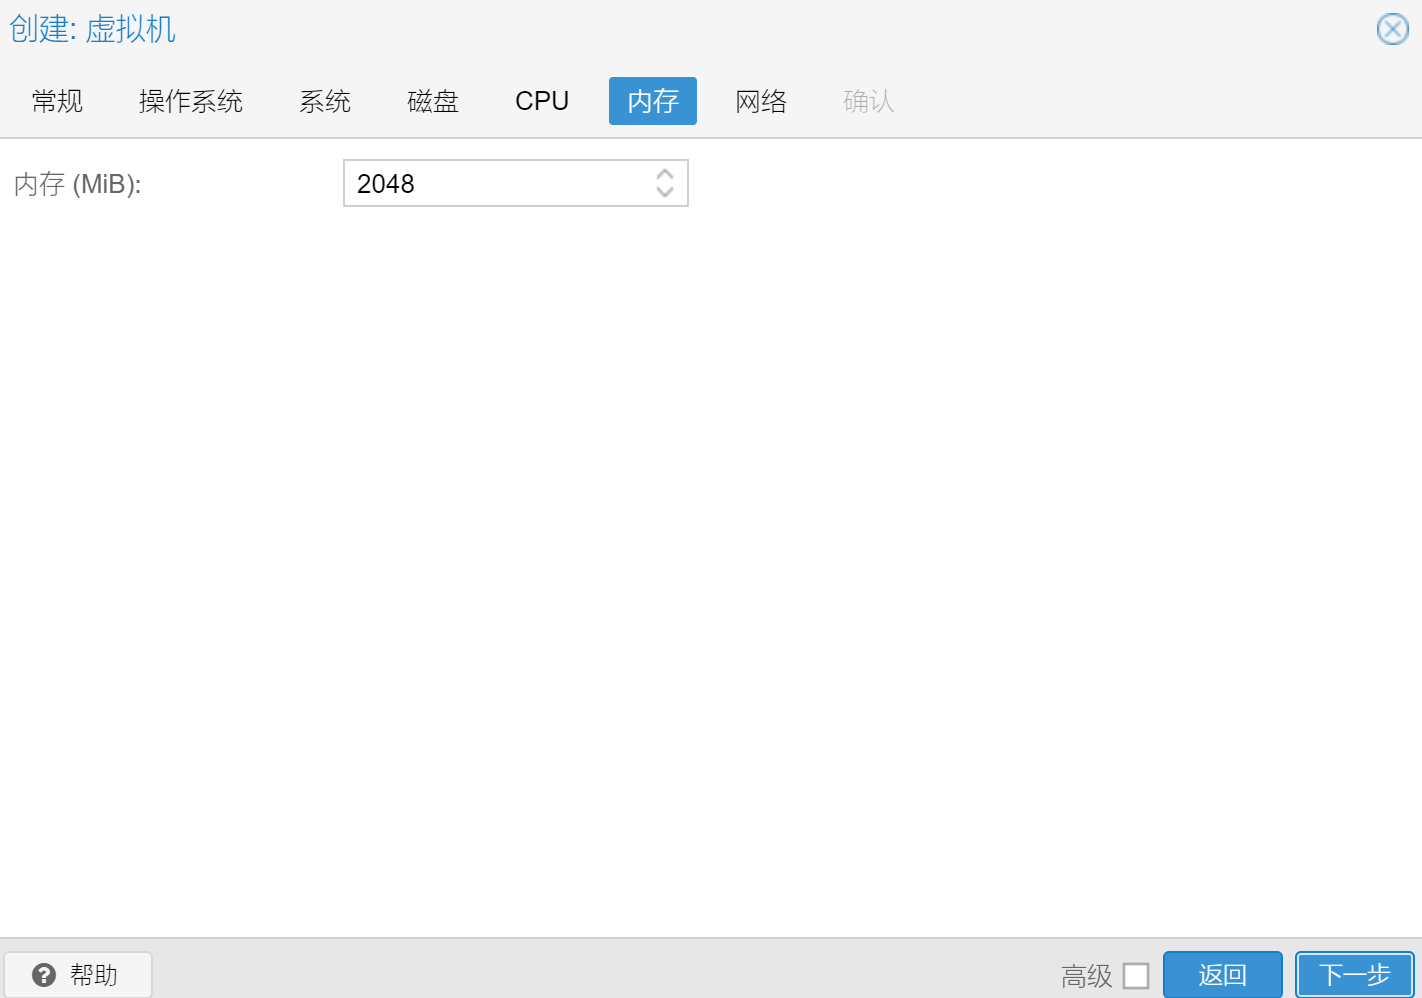 创建: 虚拟机
常规 操作系统 系统 磁盘 CPU 内存 网络 确认
内存 (MiB): 2048
帮助 高级 返回 下一步